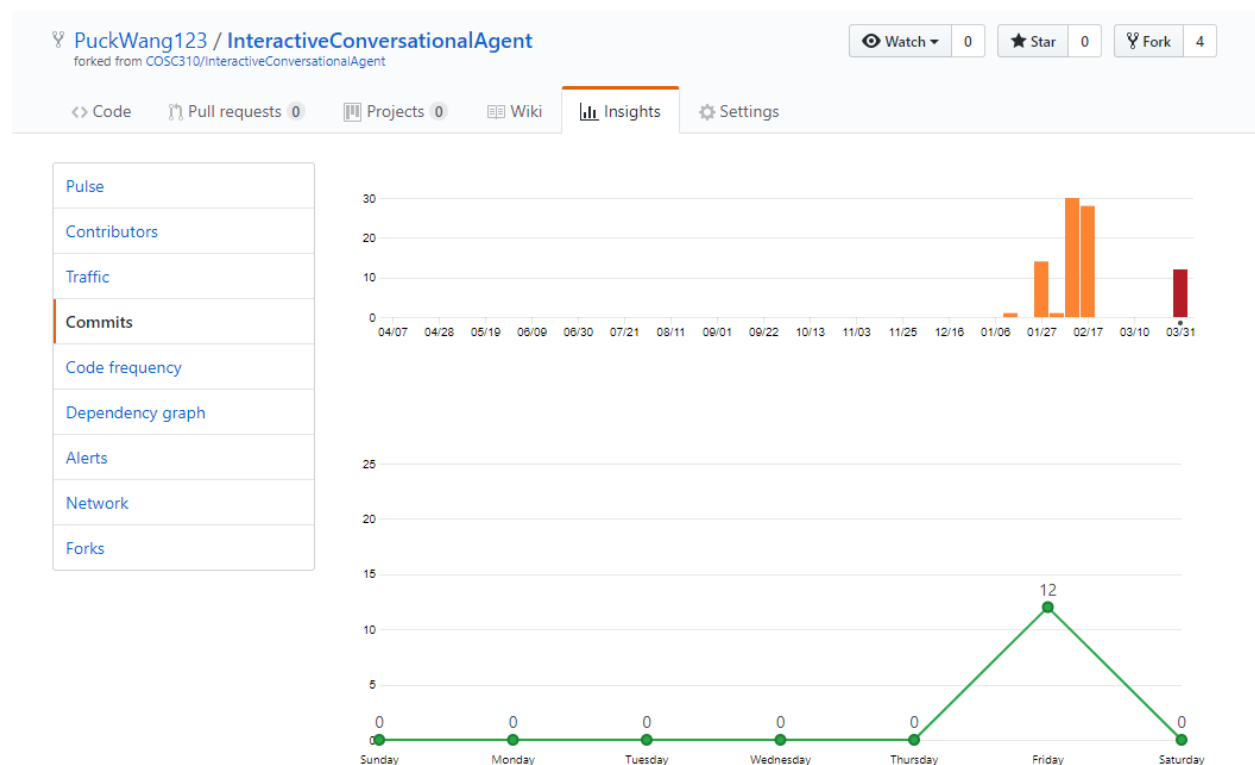 PuckWang123 / InteractiveConversationalAgent
forked from COSC310/InteractiveConversationalAgent
Watch 0 Star 0 Fork 4
Code Pull requests 0 Projects 0 Wiki Insights Settings
Pulse
Contributors
Traffic
Commits
Code frequency
Dependency graph
Alerts
Network
Forks
30
20
10
0
04/07 04/28 05/19 06/09 06/30 07/21 08/11 09/01 09/22 10/13 11/03 11/25 12/16 01/06 01/27 02/17 03/10 03/31
25
20
15
12
10
5
0 0 0 0 0 0
0
Sunday Monday Tuesday Wednesday Thursday Friday Saturday